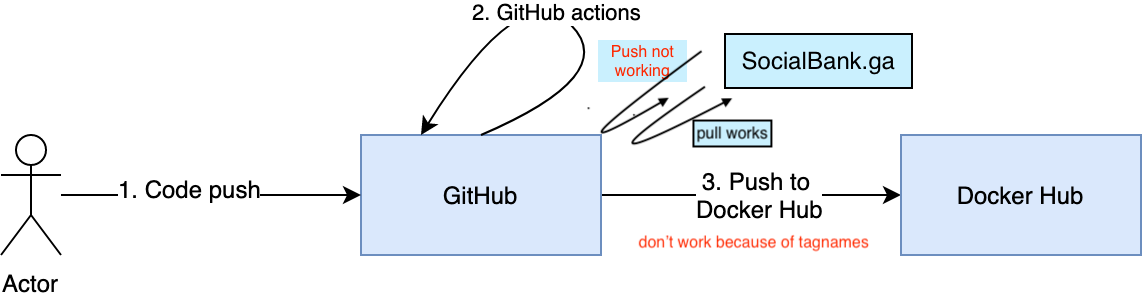 2. GitHub actions
Push not
working
SocialBank.ga
pull works
1. Code push
GitHub
3. Push to
Docker Hub
Docker Hub
don't work because of tagnames
Actor